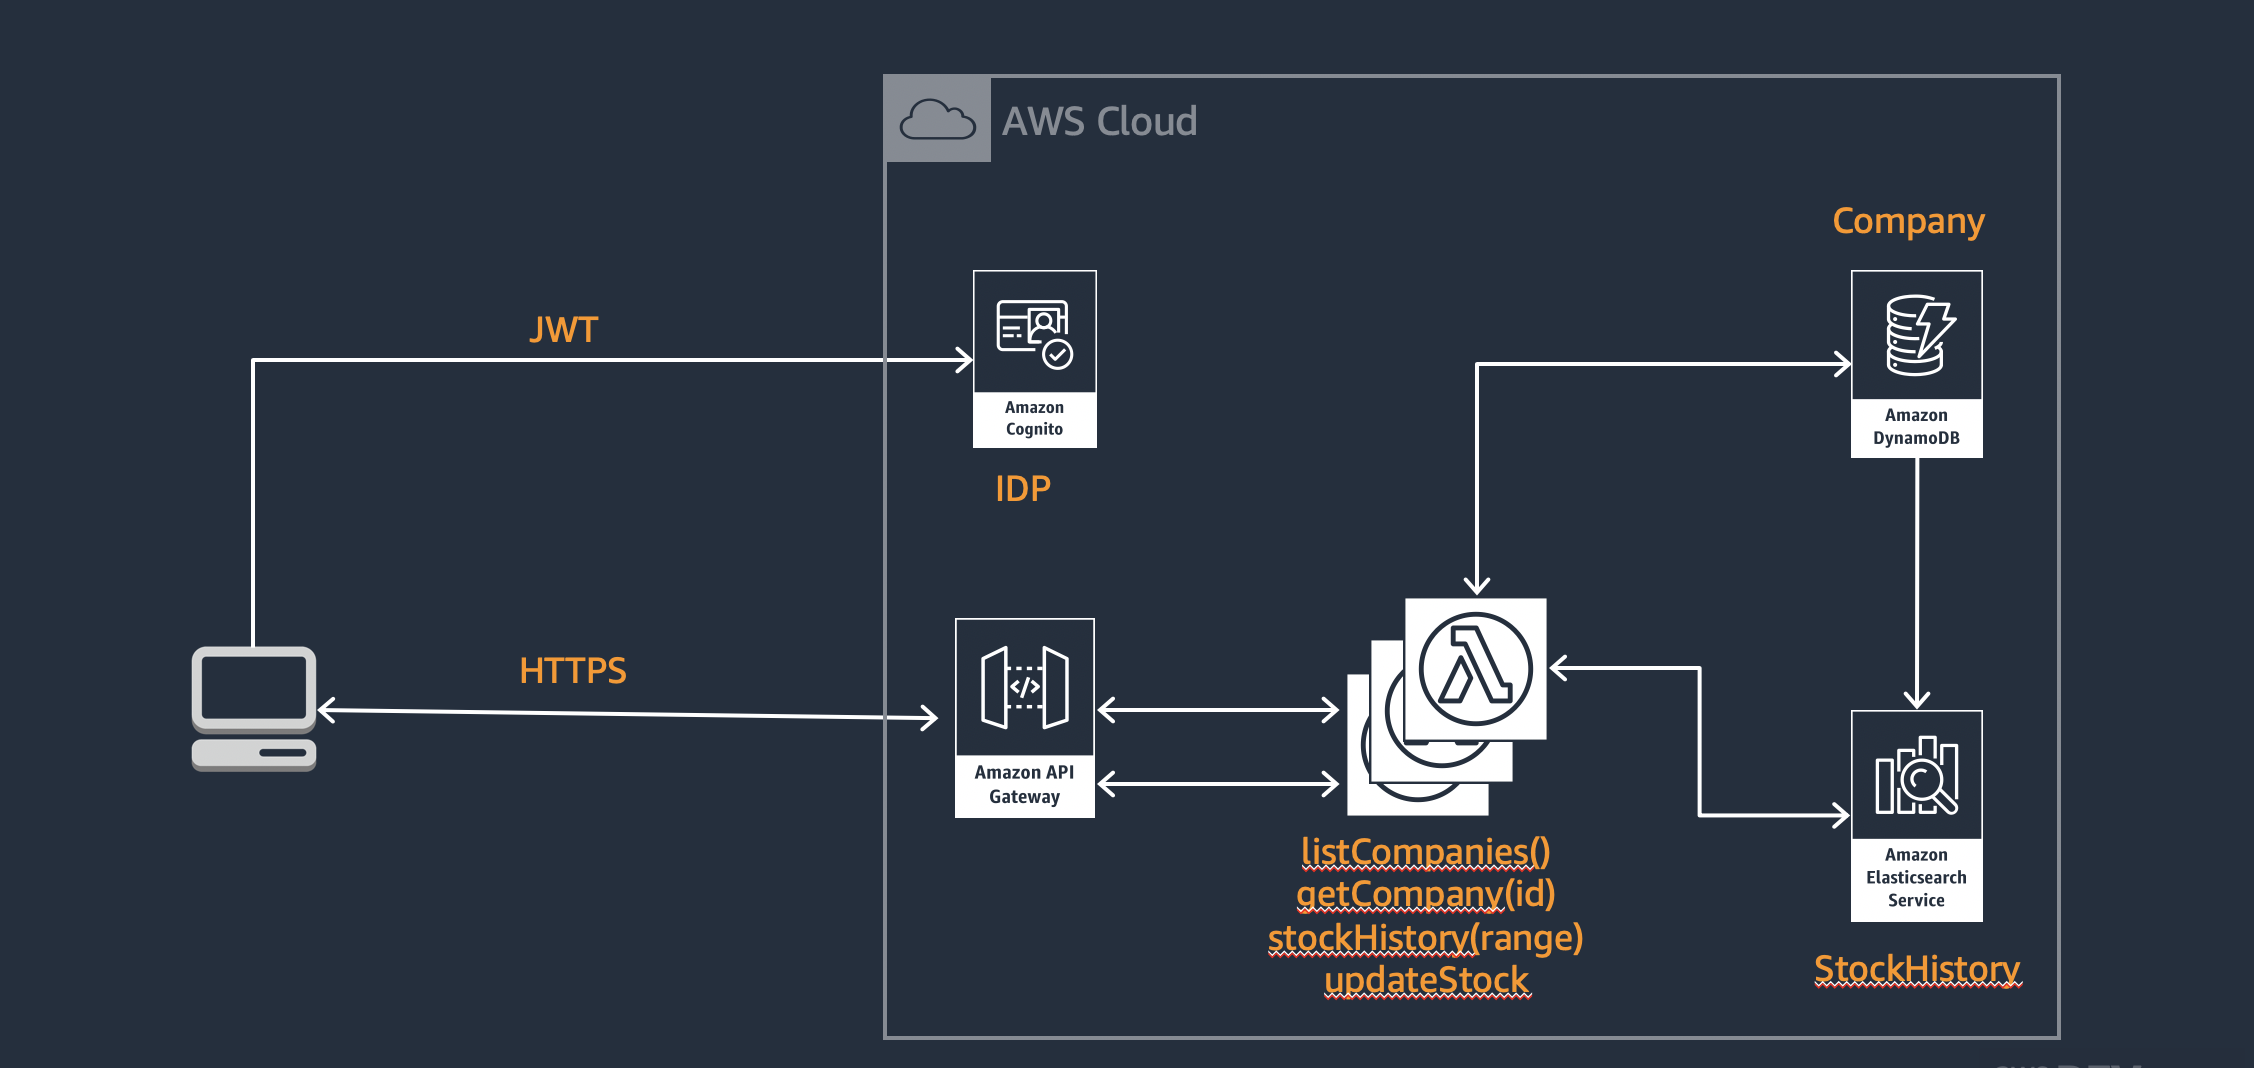 AWS Cloud
Company
JWT
Amazon
Cognito
IDP
Amazon
DynamoDB
HTTPS
</>
Amazon API
Gateway
listCompanies()
getCompany(id)
stockHistory(range)
updateStock
Amazon
Elasticsearch
Service
StockHistory